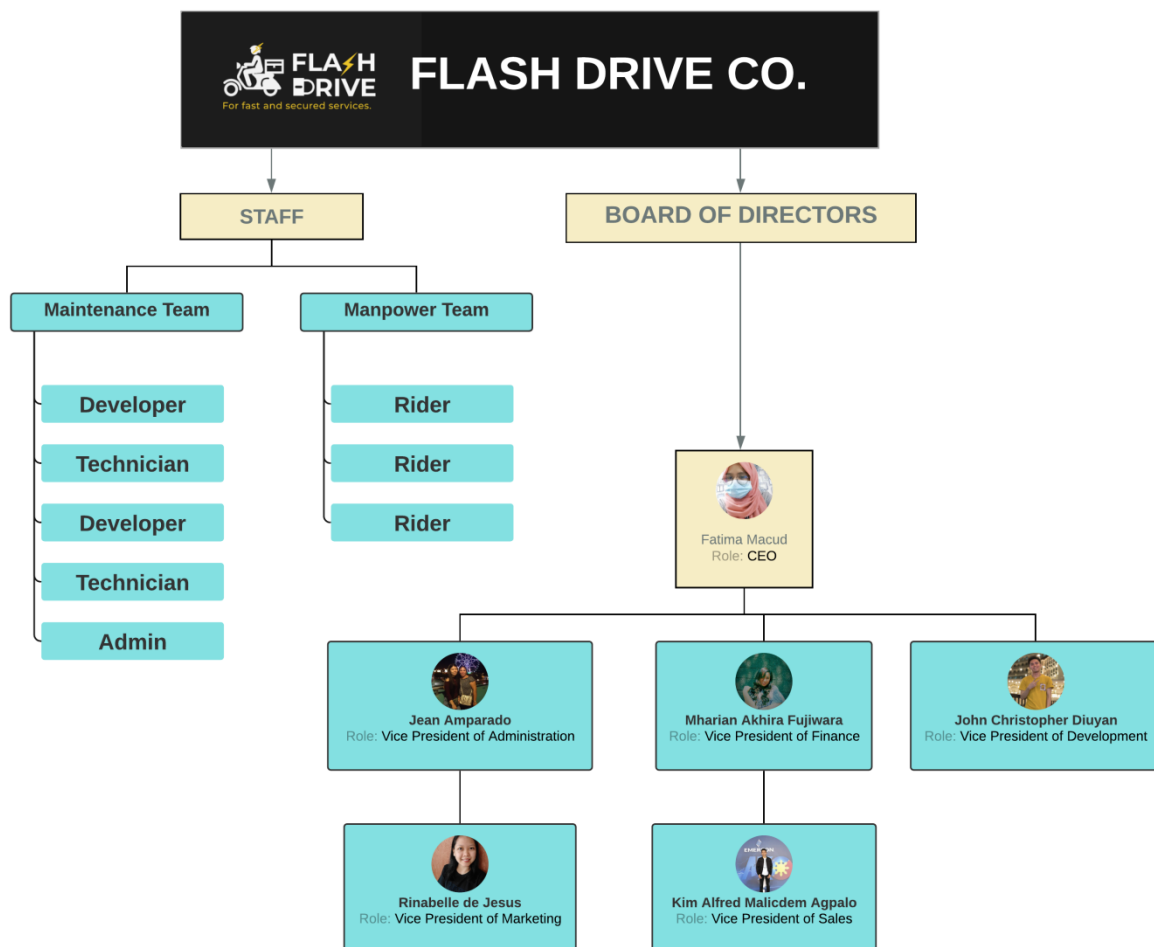 FLASH
DRIVE
For fast and secured services.
FLASH DRIVE CO.
STAFF
BOARD OF DIRECTORS
Maintenance Team
Manpower Team
Developer
Technician
Developer
Technician
Admin
Rider
Rider
Rider
Fatima Macud
Role: CEO
Jean Amparado
Role: Vice President of Administration
Mharian Akhira Fujiwara
Role: Vice President of Finance
John Christopher Diuyan
Role: Vice President of Development
Rinabelle de Jesus
Role: Vice President of Marketing
EMERSON
Kim Alfred Malicdem Agpalo
Role: Vice President of Sales